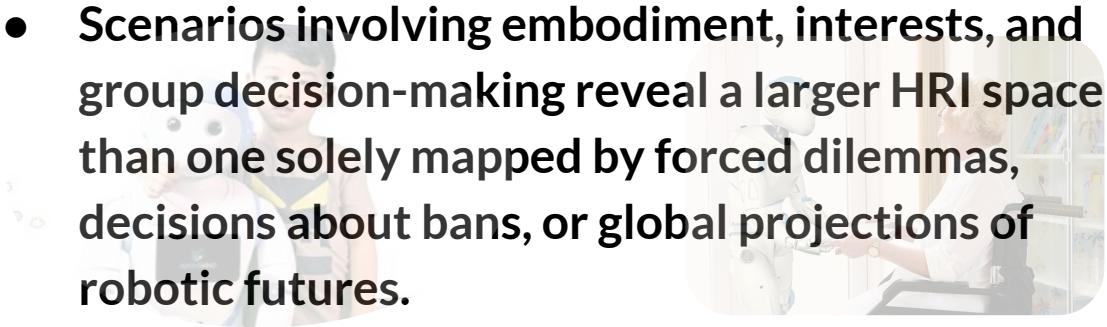 ● Scenarios involving embodiment, interests, and
group decision-making reveal a larger HRI space
than one solely mapped by forced dilemmas,
decisions about bans, or global projections of
robotic futures.